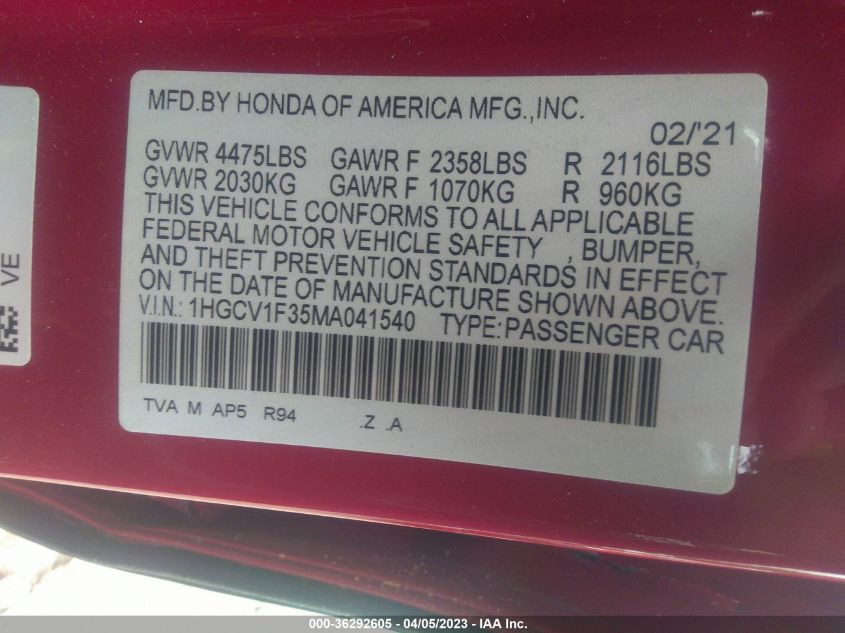 MFD.BY HONDA OF AMERICA MFG.,INC.
02/'21
GVWR 4475LBS GAWR F 2358LBS R 2116LBS
GVWR 2030KG GAWR F 1070KG R 960KG
THIS VEHICLE CONFORMS TO ALL APPLICABLE
FEDERAL MOTOR VEHICLE SAFETY , BUMPER,
AND THEFT PREVENTION STANDARDS IN EFFECT
ON THE DATE OF MANUFACTURE SHOWN ABOVE.
V.I.N.: 1HGCV1F35MA041540 TYPE:PASSENGER CAR
TVA M AP5 R94 .Z .A
VE
000-36292605 - 04/05/2023 - IAA Inc.